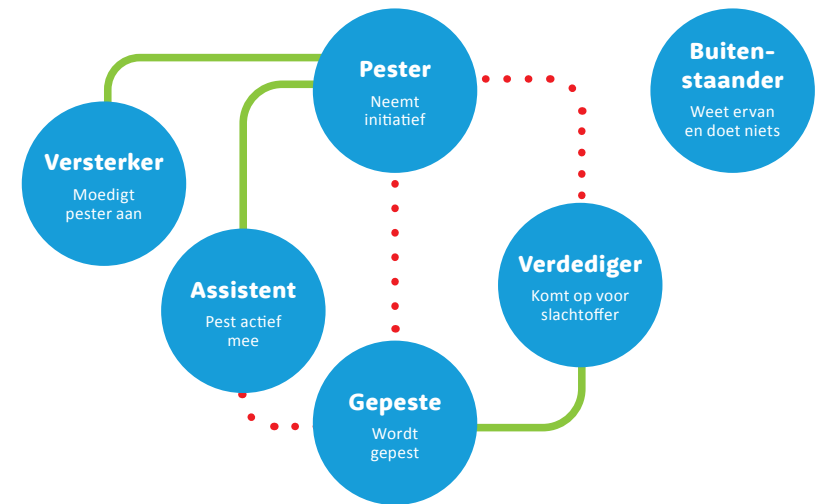 Pester
Neemt
initiatief
Buiten-
staander
Weet ervan
en doet niets
Versterker
Moedigt
pester aan
Assistent
Pest actief
mee
Verdediger
Komt op voor
slachtoffer
Gepeste
Wordt
gepest